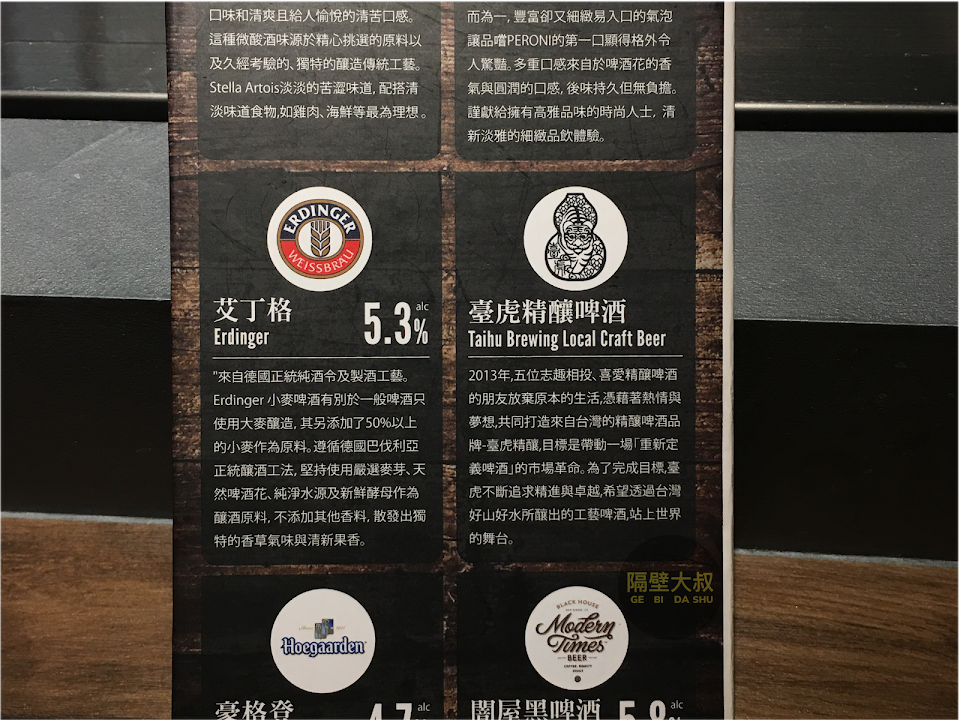 口味和清爽且給人愉悅的清苦口感。
這種微酸酒味源於精心挑選的原料以
及久經考驗的、獨特的釀造傳統工藝。
Stella Artois淡淡的苦澀味道, 配搭清
淡味道食物,如雞肉、海鮮等最為理想。
而為一, 豐富卻又細緻易入口的氣泡
讓品嚐PERONI的第一口顯得格外令
人驚豔。多重口感來自於啤酒花的香
氣與圓潤的口感, 後味持久但無負擔。
謹獻給擁有高雅品味的時尚人士, 清
新淡雅的細緻品飲體驗。
ERDINGER
WEISSBRÄU
艾丁格
Erdinger
alc
5.3%
"來自德國正統純酒令及製酒工藝。
Erdinger 小麥啤酒有別於一般啤酒只
使用大麥釀造, 其另添加了50%以上
的小麥作為原料。遵循德國巴伐利亞
正統釀酒工法, 堅持使用嚴選麥芽、天
然啤酒花、純淨水源及新鮮酵母作為
釀酒原料, 不添加其他香料, 散發出獨
特的香草氣味與清新果香。
臺虎精釀啤酒
Taihu Brewing Local Craft Beer
2013年,五位志趣相投、喜愛精釀啤酒
的朋友放棄原本的生活,憑藉著熱情與
夢想,共同打造來自台灣的精釀啤酒品
牌-臺虎精釀,目標是帶動一場「重新定
義啤酒」的市場革命。為了完成目標,臺
虎不斷追求精進與卓越,希望透過台灣
好山好水所釀出的工藝啤酒,站上世界
的舞台。
隔壁大叔
GE BI DA SHU
Hoegaarden
豪格登
4.7
alc
BLACK HOUSE
Modern
Times
BEER
闇屋黑啤酒
5.8%
alc